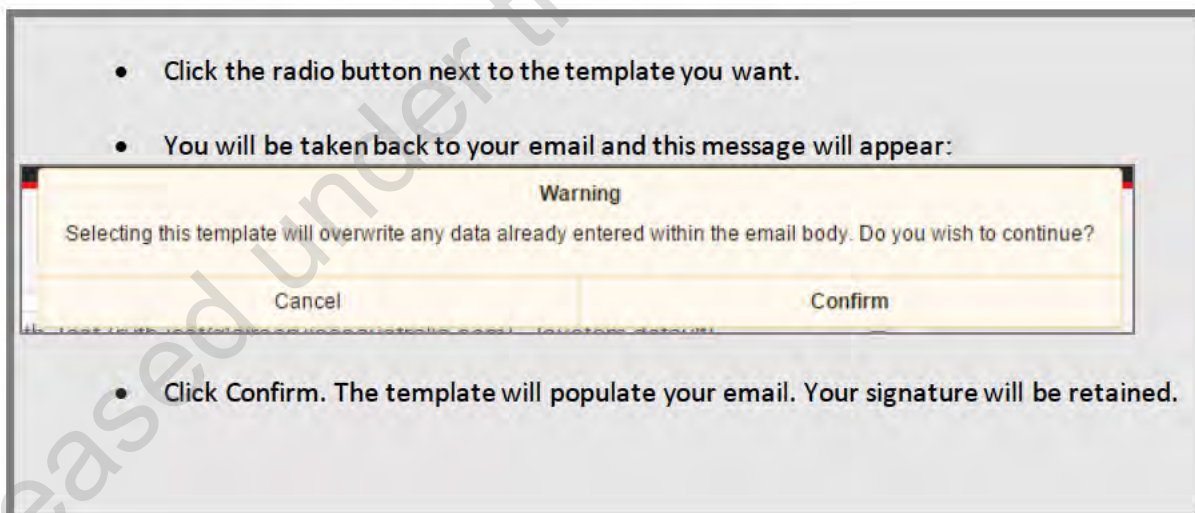 • Click the radio button next to the template you want.
• You will be taken back to your email and this message will appear:
Warning
Selecting this template will overwrite any data already entered within the email body. Do you wish to continue?
Cancel Confirm
• Click Confirm. The template will populate your email. Your signature will be retained.
eased under